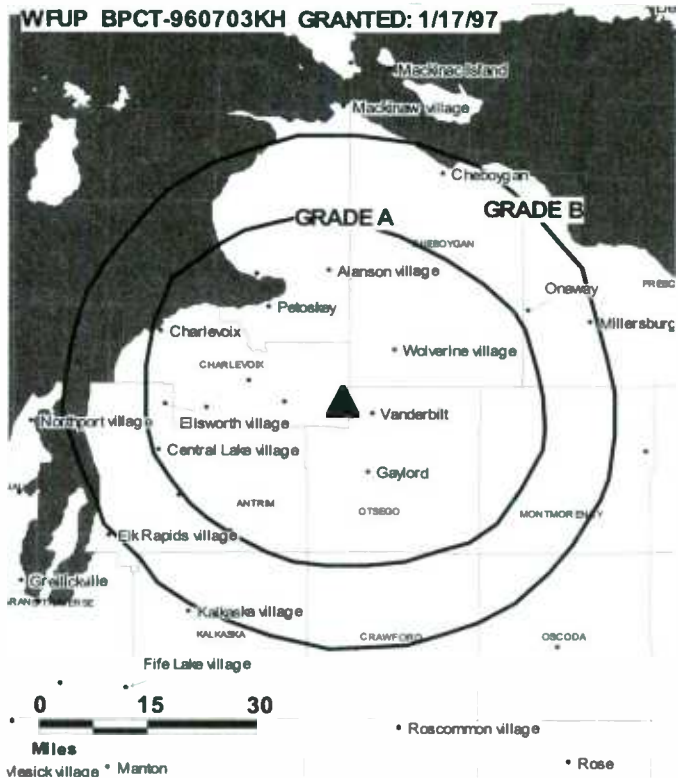 WFUP BPCT-960703KH GRANTED: 1/17/97
Mackinac Island
Mackinaw village
Cheboygan
GRADE A
GRADE B
CHEBOYGAN
Alanson village
Onaway
Petoskey
Charlevoix
Millersburg
Wolverine village
CHARLEVOIX
Northport village
Ellsworth village
Vanderbilt
Central Lake village
Gaylord
ANTRIM
OTSEGO
MONTMORENCY
Elk Rapids village
Greilickville
Kalkaska village
KALKASKA
CRAWFORD
OSCODA
Fife Lake village
0 15 30
Miles
Roscommon village
Manton
Rose